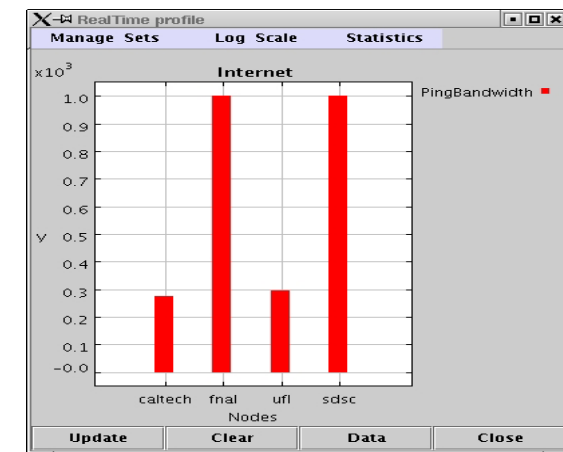 RealTime profile
Manage Sets Log Scale Statistics
x10³ Internet
PingBandwidth
1.0
0.9
0.8
0.7
0.6
y 0.5
0.4
0.3
0.2
0.1
-0.0
caltech fnal ufl sdsc
Nodes
Update Clear Data Close